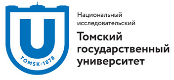 Национальный
исследовательский
Томский
государственный
университет
U
TOMSK•1878